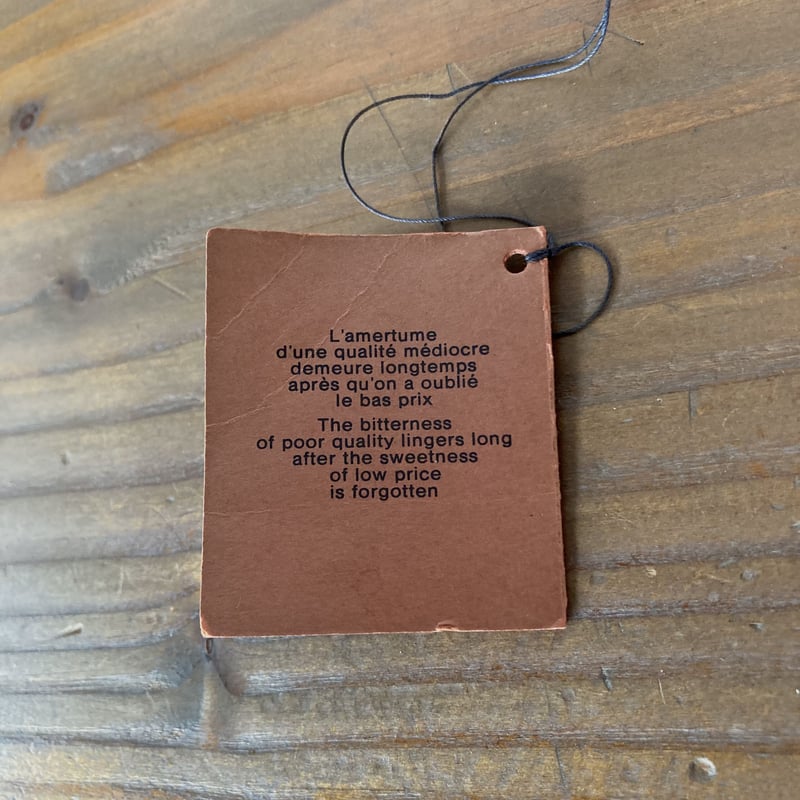 L'amertume
d'une qualité médiocre
demeure longtemps
après qu'on a oublié
le bas prix
The bitterness
of poor quality lingers long
after the sweetness
of low price
is forgotten